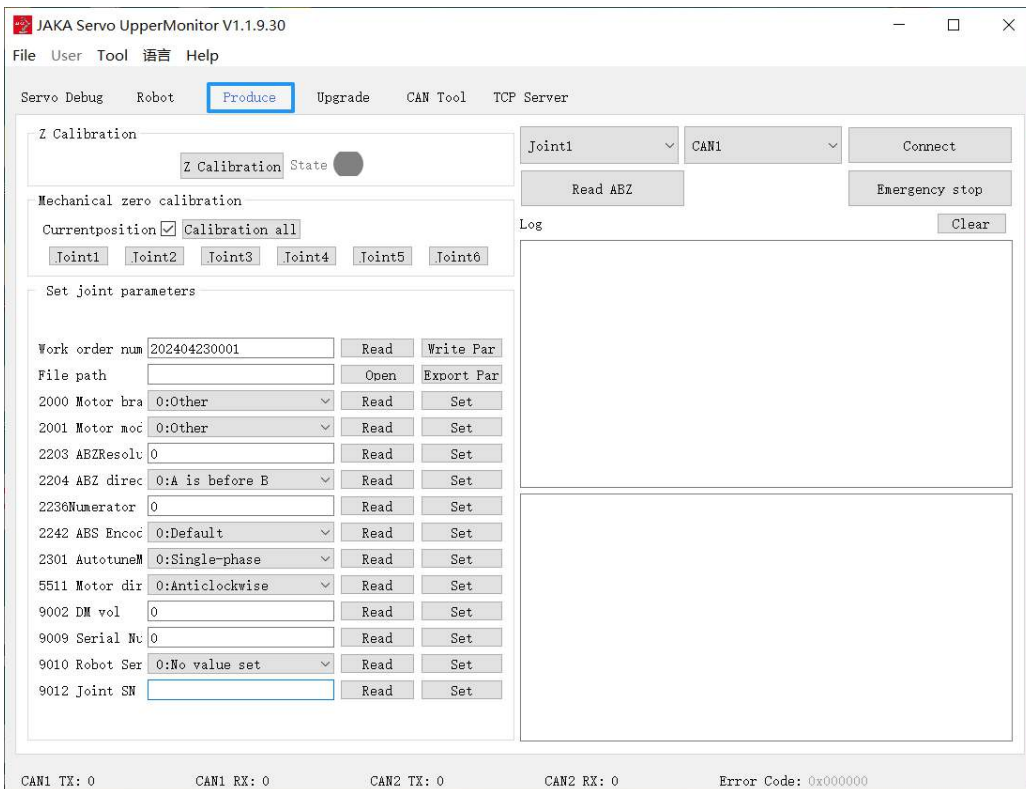 JAKA Servo UpperMonitor V1.1.9.30
File User Tool 语言 Help
Servo Debug Robot Produce Upgrade CAN Tool TCP Server
Z Calibration
Z Calibration State
Joint1 CAN1 Connect
Read ABZ Emergency stop
Mechanical zero calibration
Currentposition Calibration all
Joint1 Joint2 Joint3 Joint4 Joint5 Joint6
Log Clear
Set joint parameters
Work order num 202404230001 Read Write Par
File path Open Export Par
2000 Motor bra 0:Other Read Set
2001 Motor mod 0:Other Read Set
2203 ABZResolu 0 Read Set
2204 ABZ direc 0:A is before B Read Set
2236Numerator 0 Read Set
2242 ABS Encod 0:Default Read Set
2301 AutotuneM 0:Single-phase Read Set
5511 Motor dir 0:Anticlockwise Read Set
9002 DM vol 0 Read Set
9009 Serial Nu 0 Read Set
9010 Robot Ser 0:No value set Read Set
9012 Joint SN Read Set
CAN1 TX: 0 CAN1 RX: 0 CAN2 TX: 0 CAN2 RX: 0 Error Code: 0x000000